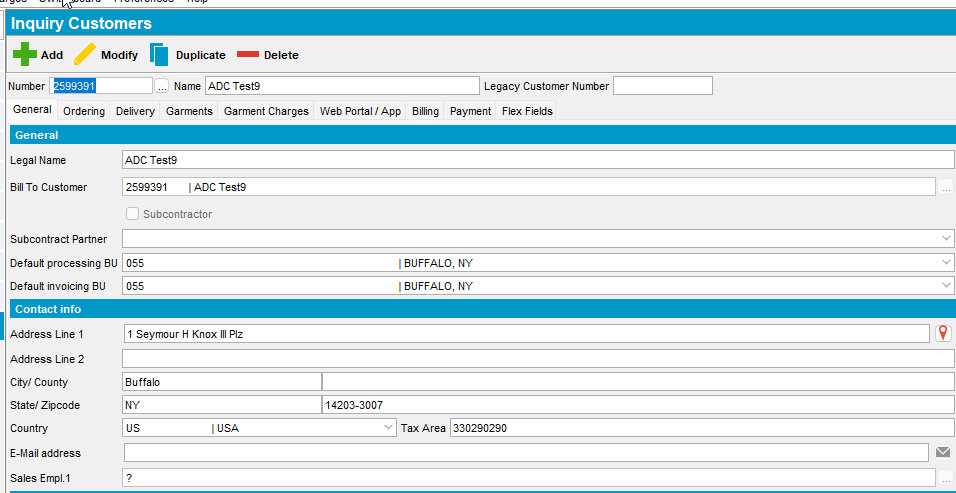 Preferences
Inquiry Customers
Add Modify Duplicate Delete
Number 2599391 ... Name ADC Test9 Legacy Customer Number
General Ordering Delivery Garments Garment Charges Web Portal / App Billing Payment Flex Fields
General
Legal Name ADC Test9
Bill To Customer 2599391 | ADC Test9 ...
Subcontractor
Subcontract Partner
Default processing BU 055 | BUFFALO, NY
Default invoicing BU 055 | BUFFALO, NY
Contact info
Address Line 1 1 Seymour H Knox III Plz
Address Line 2
City/ County Buffalo
State/ Zipcode NY 14203-3007
Country US | USA Tax Area 330290290
E-Mail address
Sales Empl.1 ? ...